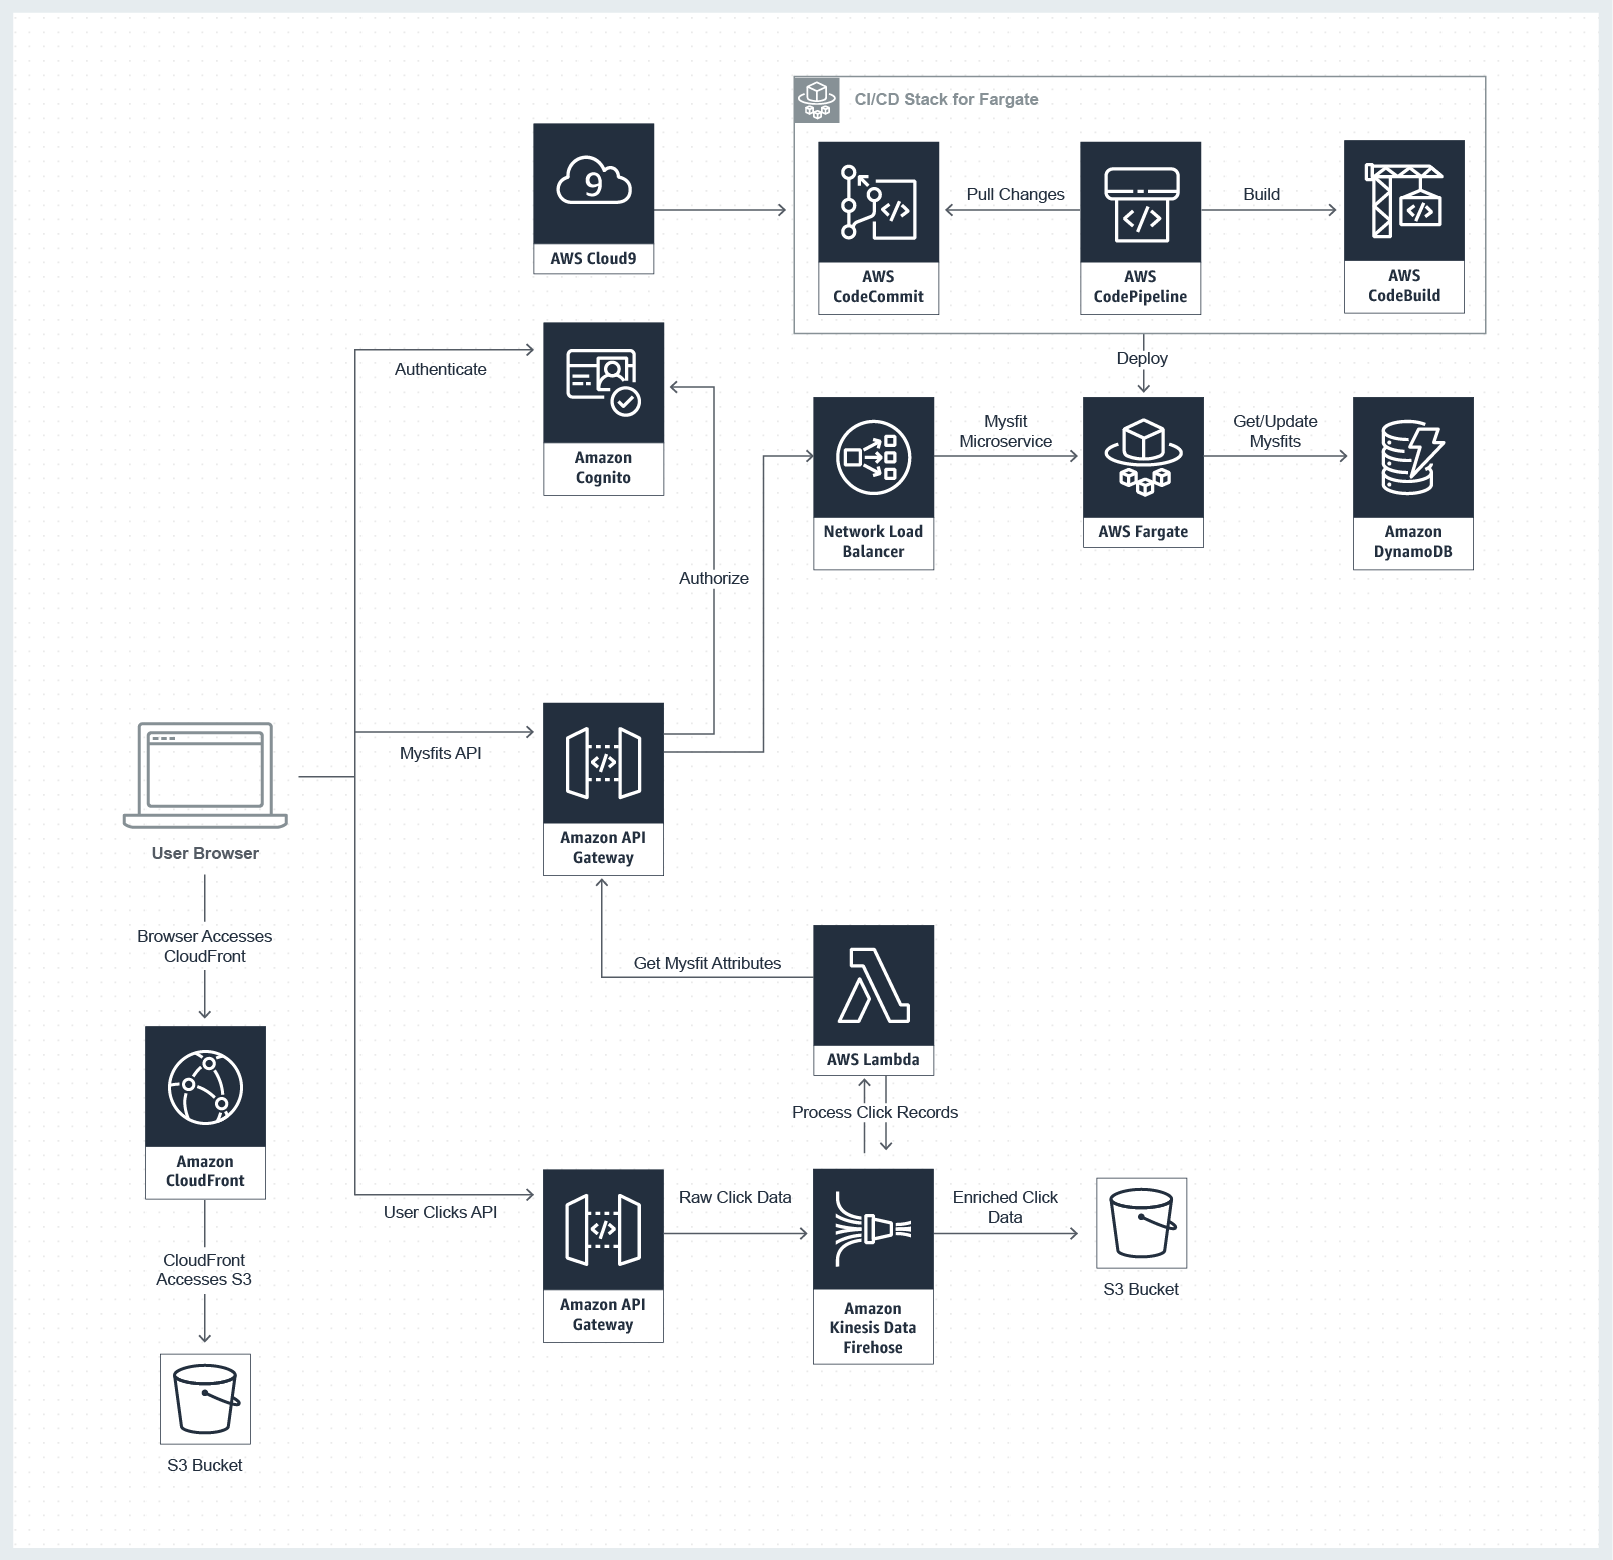 CI/CD Stack for Fargate
9
AWS Cloud9
Pull Changes
Build
</>
</>
</>
AWS
CodeCommit
AWS
CodePipeline
AWS
CodeBuild
Authenticate
Deploy
Amazon
Cognito
Mysfit
Microservice
Get/Update
Mysfits
Network Load
Balancer
AWS Fargate
Amazon
DynamoDB
Authorize
Mysfits API
</>
Amazon API
Gateway
User Browser
Browser Accesses
CloudFront
Get Mysfit Attributes
AWS Lambda
Process Click Records
Amazon
CloudFront
User Clicks API
</>
Raw Click Data
Enriched Click
Data
Amazon API
Gateway
Amazon
Kinesis Data
Firehose
S3 Bucket
CloudFront
Accesses S3
S3 Bucket